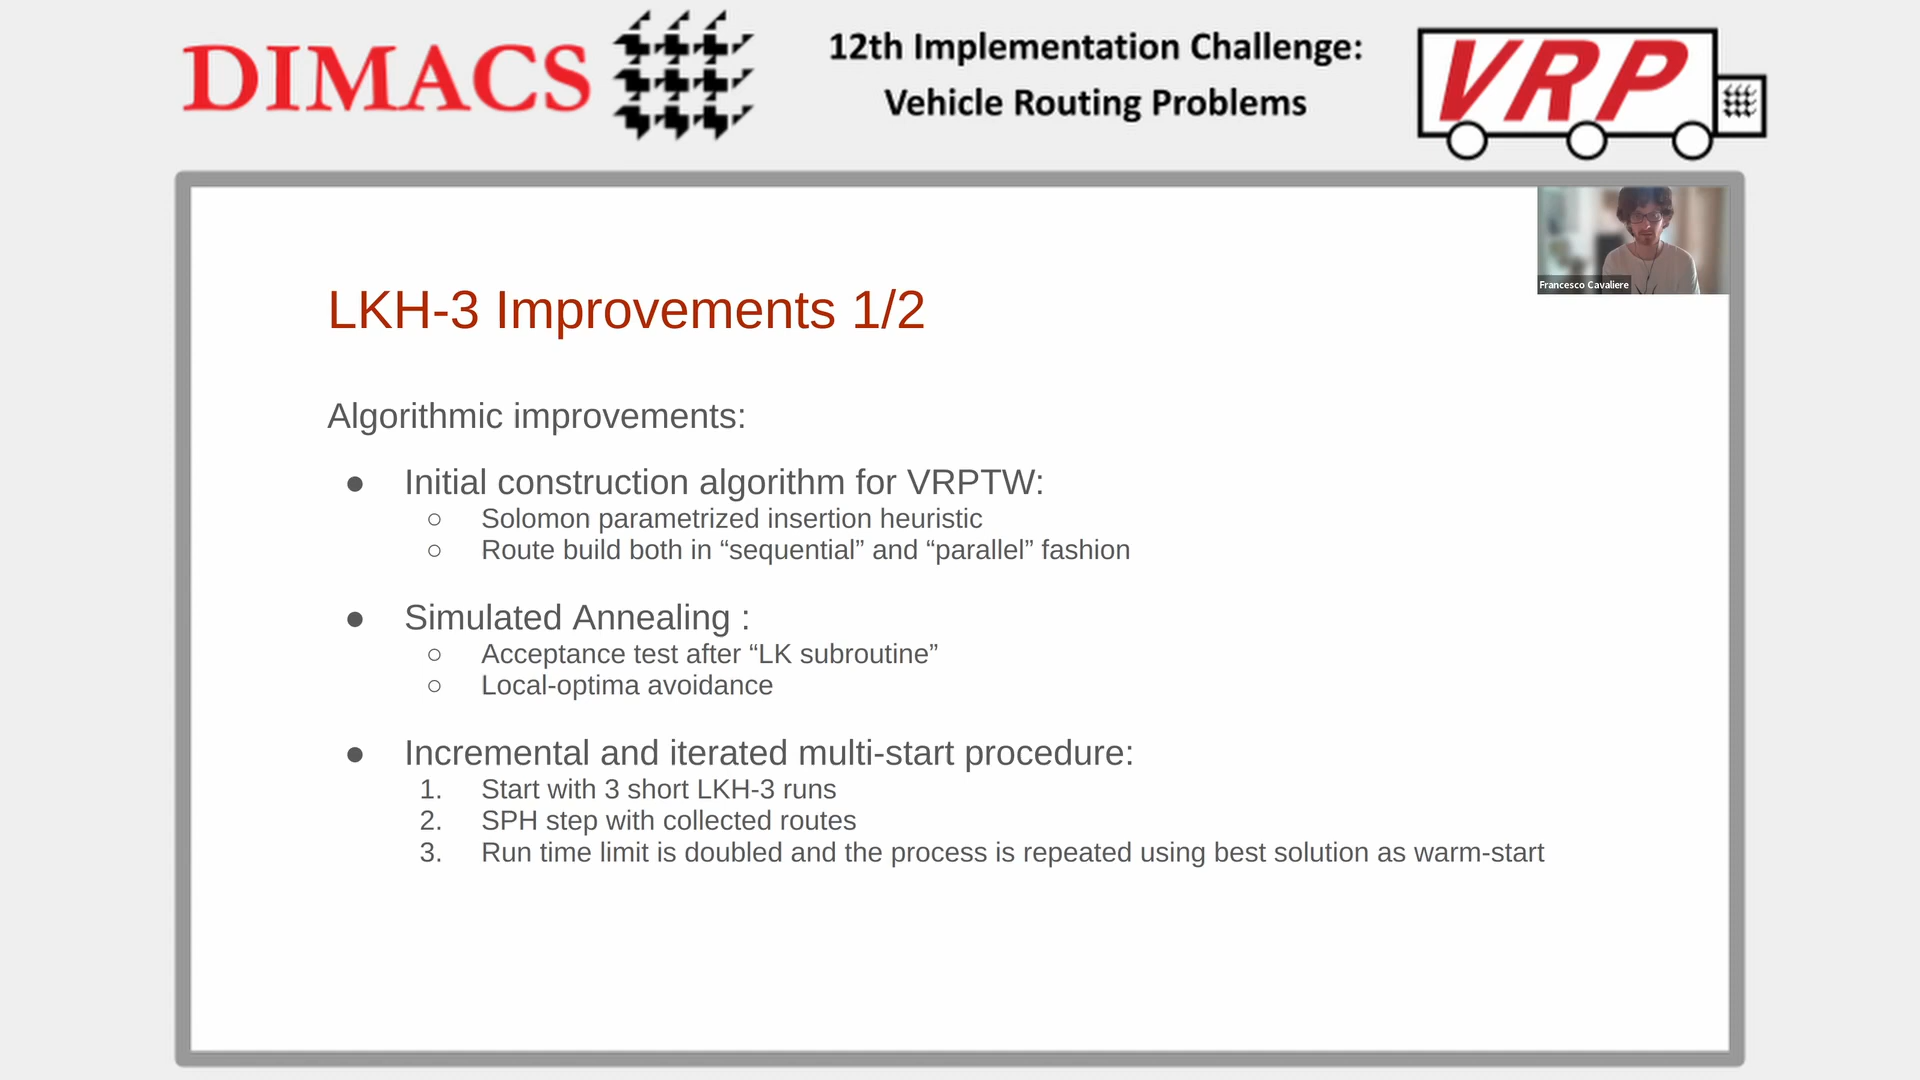 DIMACS
12th Implementation Challenge:
Vehicle Routing Problems
VRP
Francesco Cavaliere
LKH-3 Improvements 1/2
Algorithmic improvements:
● Initial construction algorithm for VRPTW:
○ Solomon parametrized insertion heuristic
○ Route build both in “sequential” and “parallel” fashion
● Simulated Annealing :
○ Acceptance test after “LK subroutine”
○ Local-optima avoidance
● Incremental and iterated multi-start procedure:
1. Start with 3 short LKH-3 runs
2. SPH step with collected routes
3. Run time limit is doubled and the process is repeated using best solution as warm-start